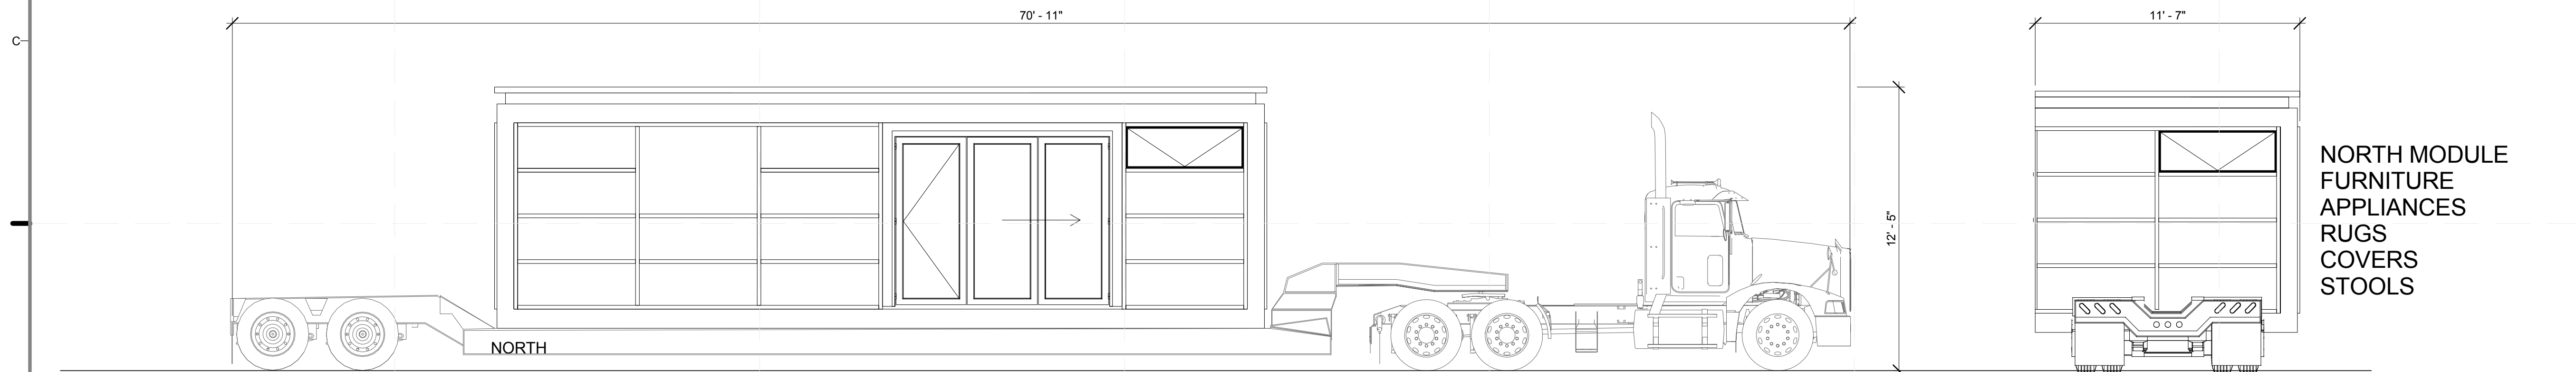 70' - 11"
11' - 7"
C
12' - 5"
NORTH MODULE
FURNITURE
APPLIANCES
RUGS
COVERS
STOOLS
NORTH